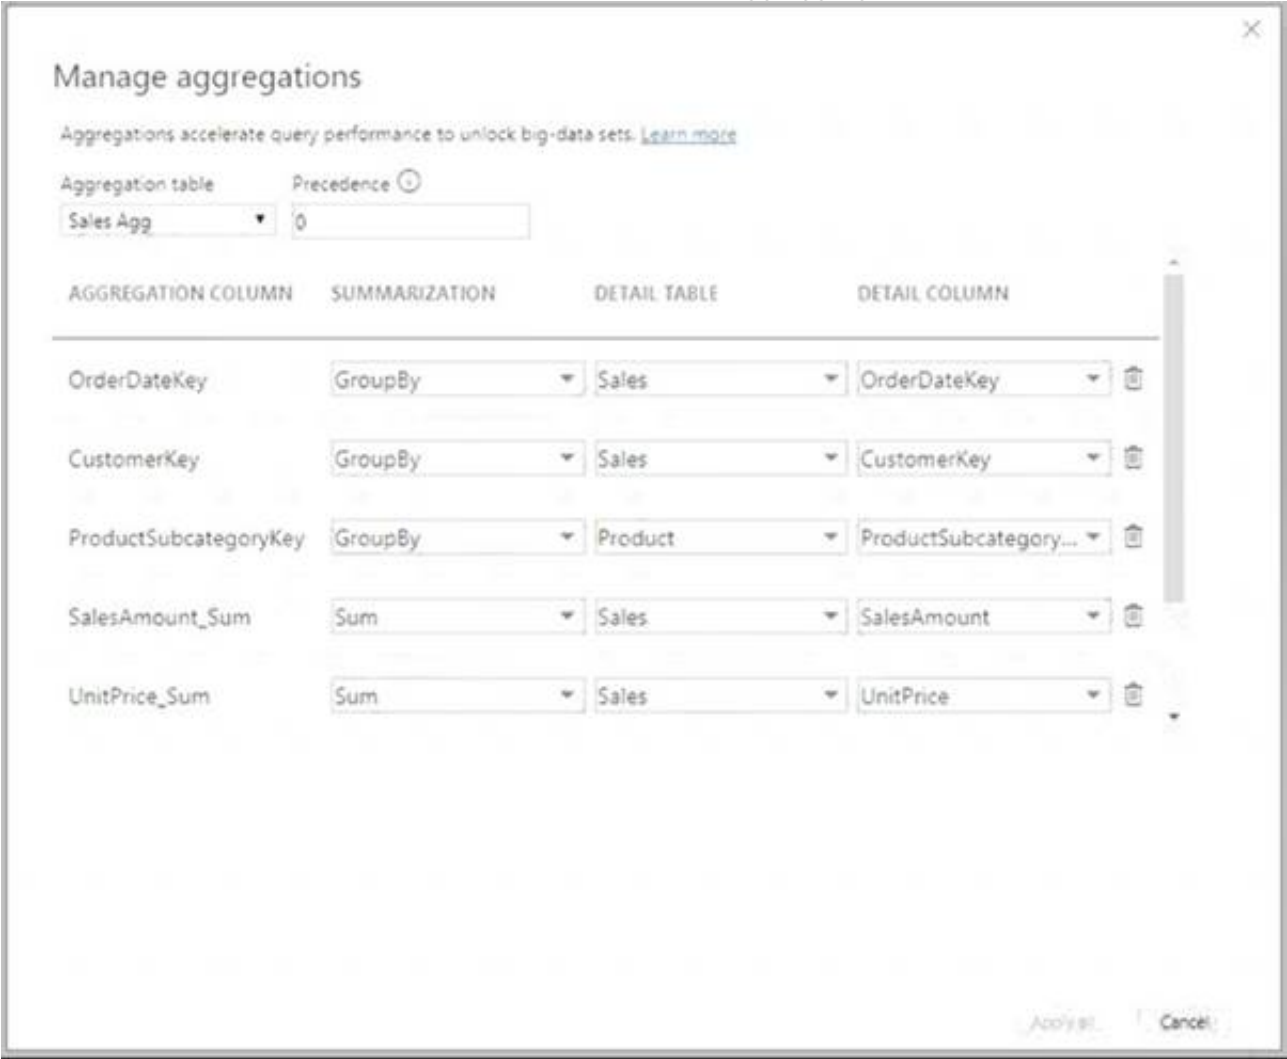 Manage aggregations
Aggregations accelerate query performance to unlock big-data sets. Learn more
Aggregation table Precedence
Sales Agg 0
AGGREGATION COLUMN SUMMARIZATION DETAIL TABLE DETAIL COLUMN
OrderDateKey GroupBy Sales OrderDateKey
CustomerKey GroupBy Sales CustomerKey
ProductSubcategoryKey GroupBy Product ProductSubcategory...
SalesAmount_Sum Sum Sales SalesAmount
UnitPrice_Sum Sum Sales UnitPrice
Apply all Cancel